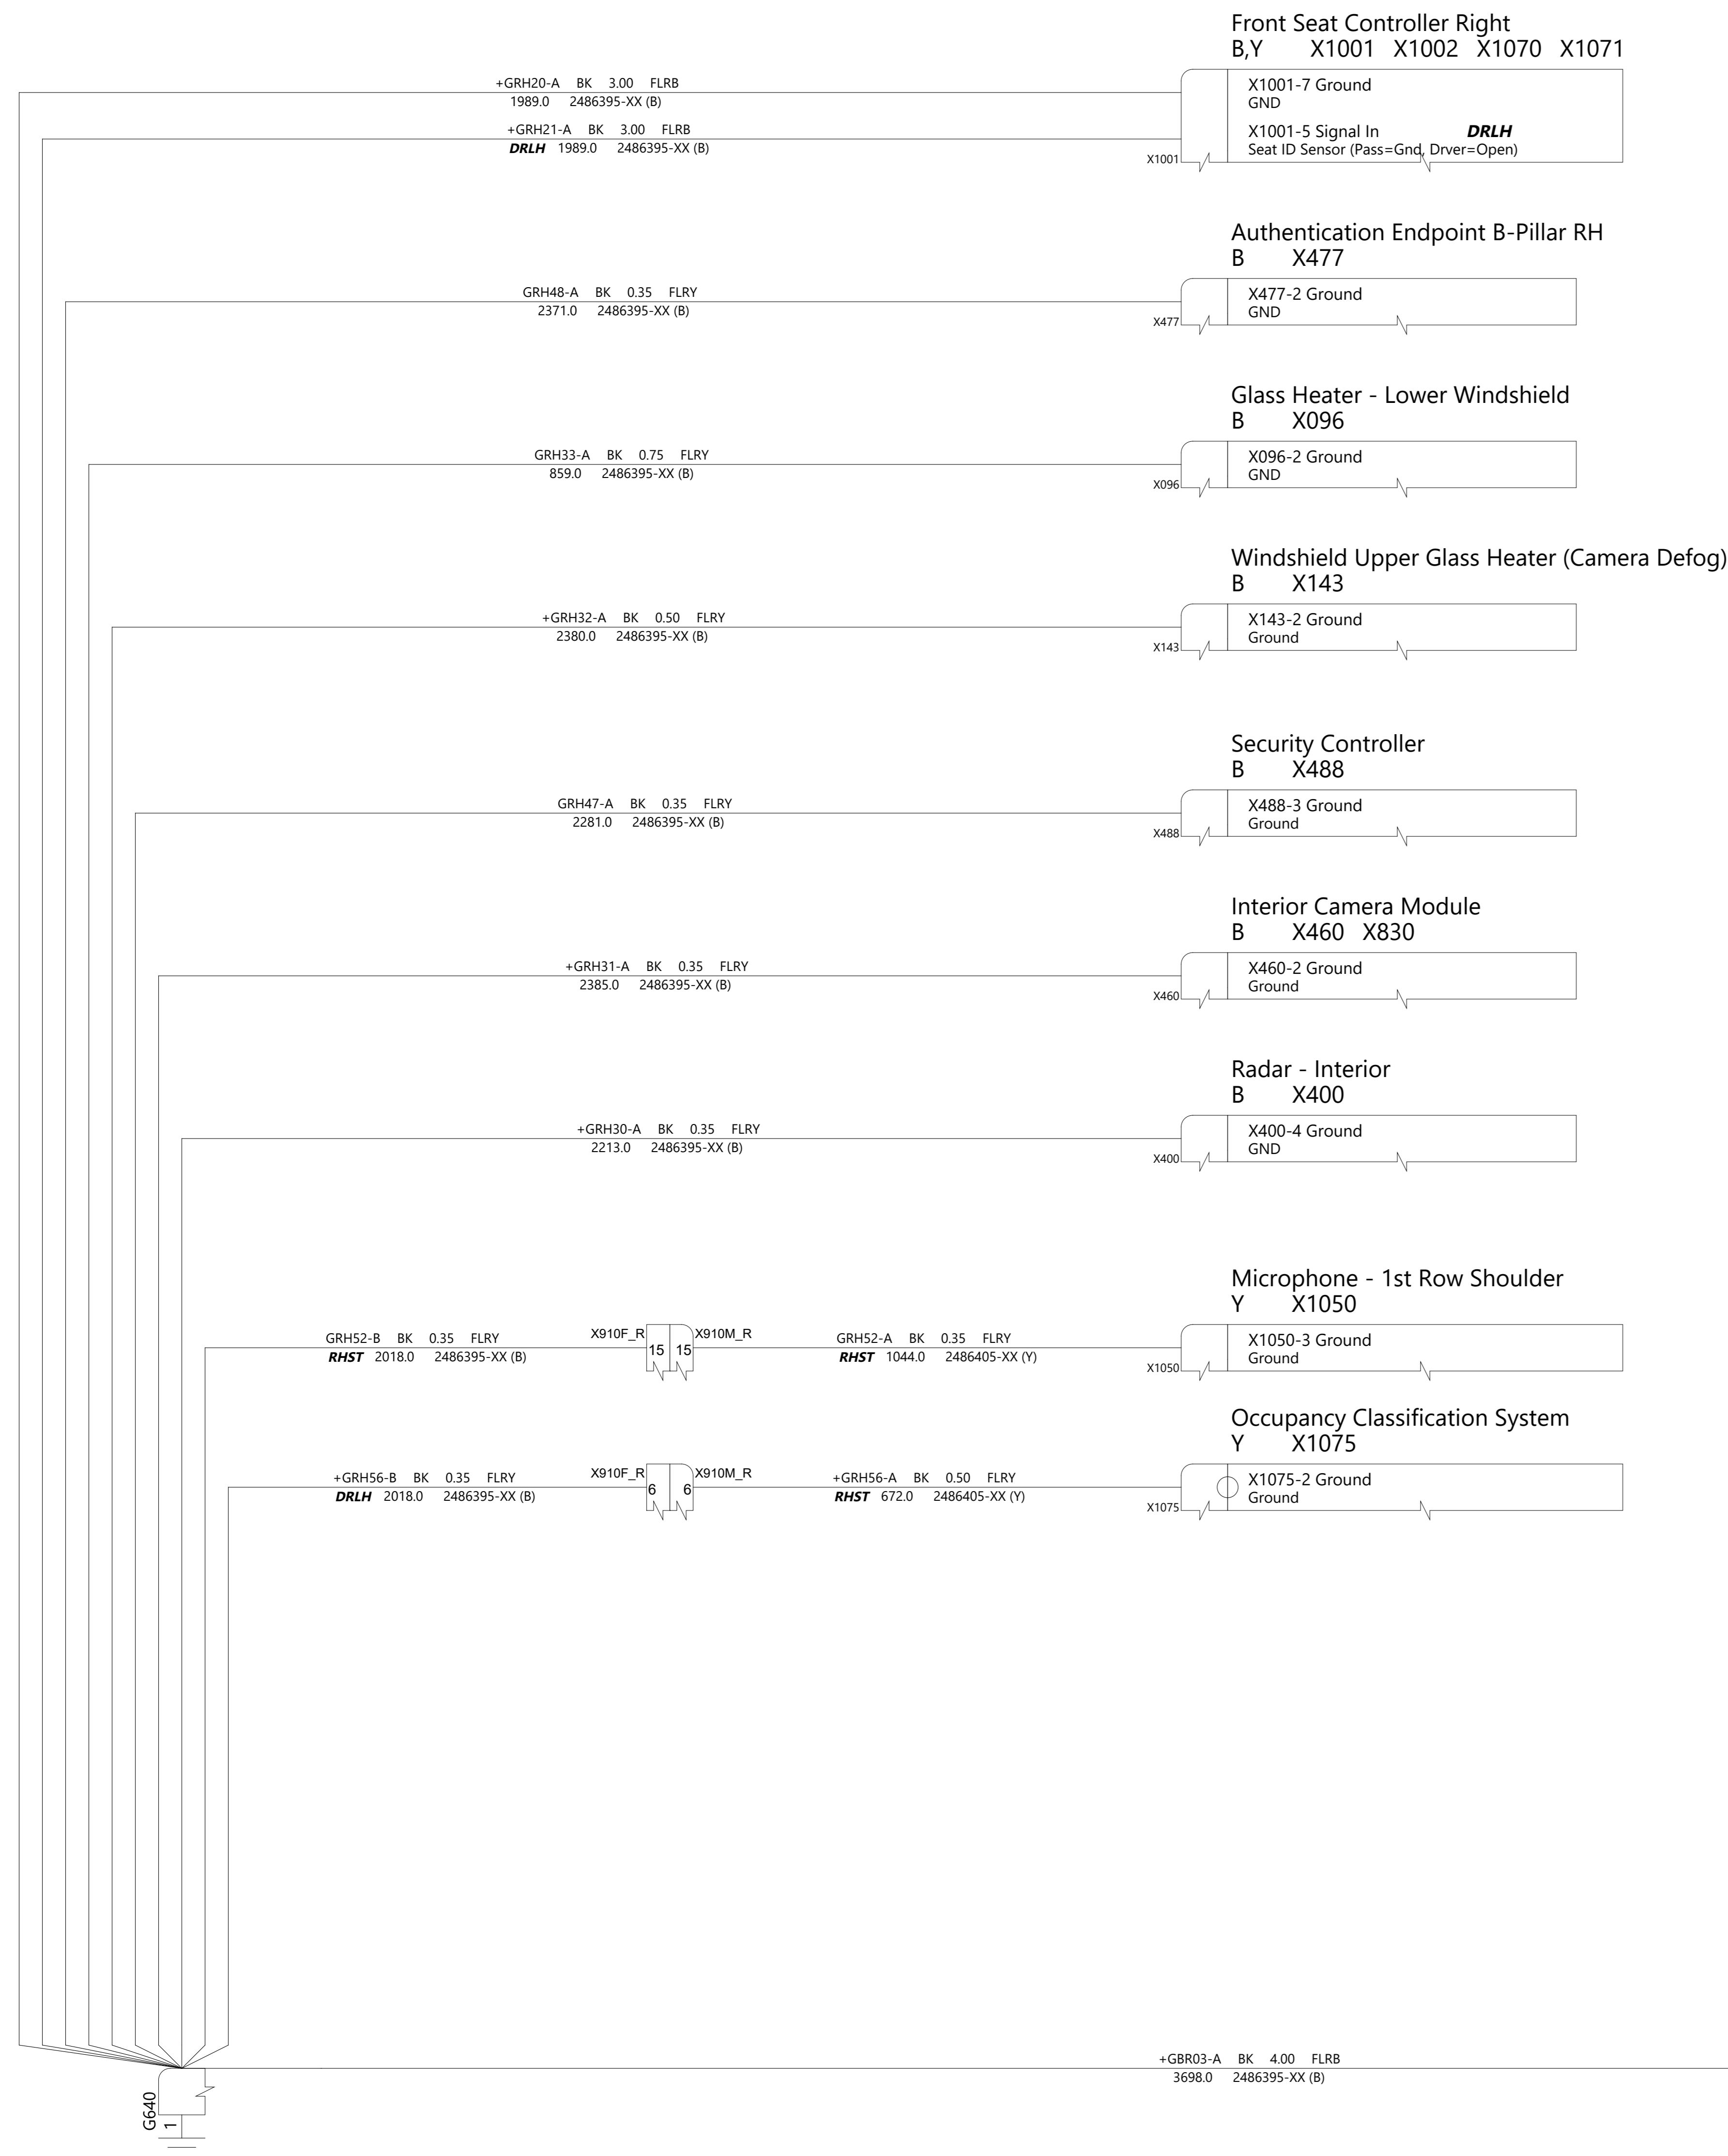 Front Seat Controller Right
B,Y X1001 X1002 X1070 X1071
+GRH20-A BK 3.00 FLRB
1989.0 2486395-XX (B)
X1001-7 Ground
GND
+GRH21-A BK 3.00 FLRB
DRLH 1989.0 2486395-XX (B)
X1001
X1001-5 Signal In DRLH
Seat ID Sensor (Pass=Gnd, Drver=Open)
Authentication Endpoint B-Pillar RH
B X477
GRH48-A BK 0.35 FLRY
2371.0 2486395-XX (B)
X477
X477-2 Ground
GND
Glass Heater - Lower Windshield
B X096
GRH33-A BK 0.75 FLRY
859.0 2486395-XX (B)
X096
X096-2 Ground
GND
Windshield Upper Glass Heater (Camera Defog)
B X143
+GRH32-A BK 0.50 FLRY
2380.0 2486395-XX (B)
X143
X143-2 Ground
Ground
Security Controller
B X488
GRH47-A BK 0.35 FLRY
2281.0 2486395-XX (B)
X488
X488-3 Ground
Ground
Interior Camera Module
B X460 X830
+GRH31-A BK 0.35 FLRY
2385.0 2486395-XX (B)
X460
X460-2 Ground
Ground
Radar - Interior
B X400
+GRH30-A BK 0.35 FLRY
2213.0 2486395-XX (B)
X400
X400-4 Ground
GND
Microphone - 1st Row Shoulder
Y X1050
GRH52-B BK 0.35 FLRY
RHST 2018.0 2486395-XX (B)
X910F_R
15 15
X910M_R
GRH52-A BK 0.35 FLRY
RHST 1044.0 2486405-XX (Y)
X1050
X1050-3 Ground
Ground
Occupancy Classification System
Y X1075
+GRH56-B BK 0.35 FLRY
DRLH 2018.0 2486395-XX (B)
X910F_R
6 6
X910M_R
+GRH56-A BK 0.50 FLRY
RHST 672.0 2486405-XX (Y)
X1075
X1075-2 Ground
Ground
+GBR03-A BK 4.00 FLRB
3698.0 2486395-XX (B)
G640
1